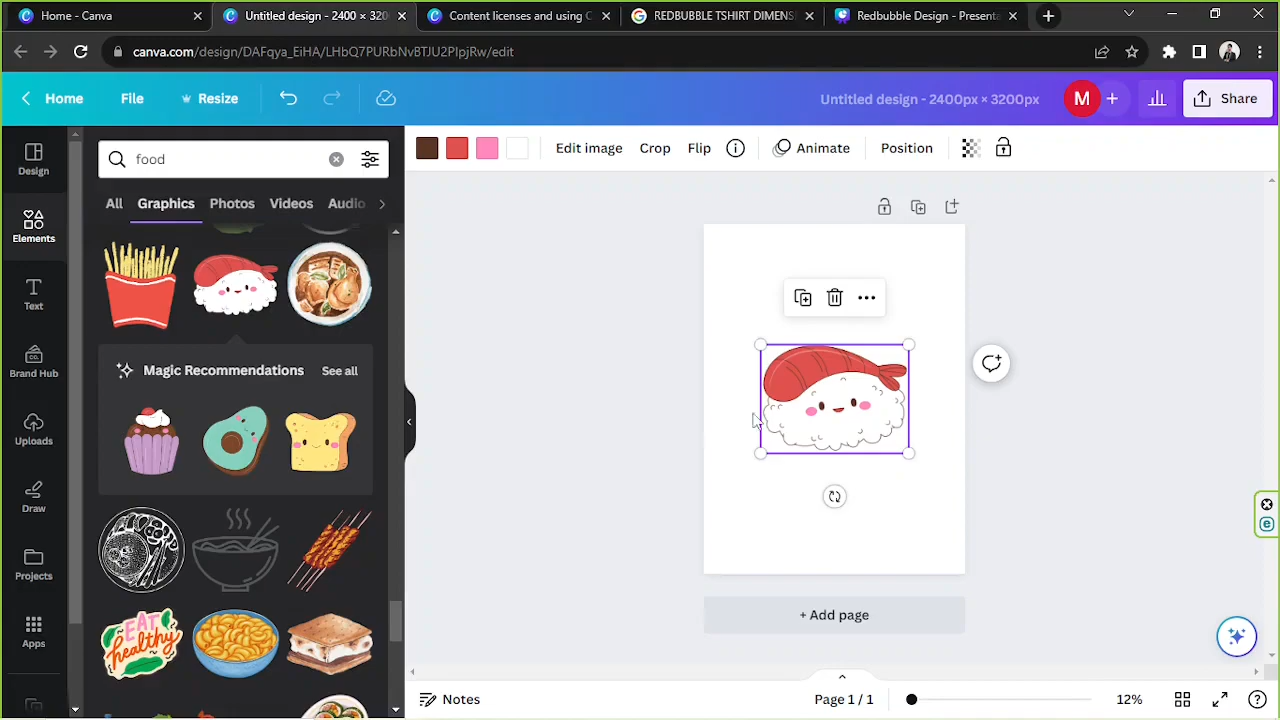 Home - Canva
Untitled design - 2400 × 320
Content licenses and using C
REDBUBBLE TSHIRT DIMENS
Redbubble Design - Presenta
canva.com/design/DAFqya_EiHA/LHbQ7PURbNvBTJU2PIpjRw/edit
Home
File
Resize
Untitled design - 2400px × 3200px
M
Share
Design
Elements
Text
Brand Hub
CO.
Uploads
Draw
Projects
Apps
food
All
Graphics
Photos
Videos
Audio
Magic Recommendations
See all
EAT
healthy
Edit image
Crop
Flip
Animate
Position
+ Add page
Notes
Page 1 / 1
12%